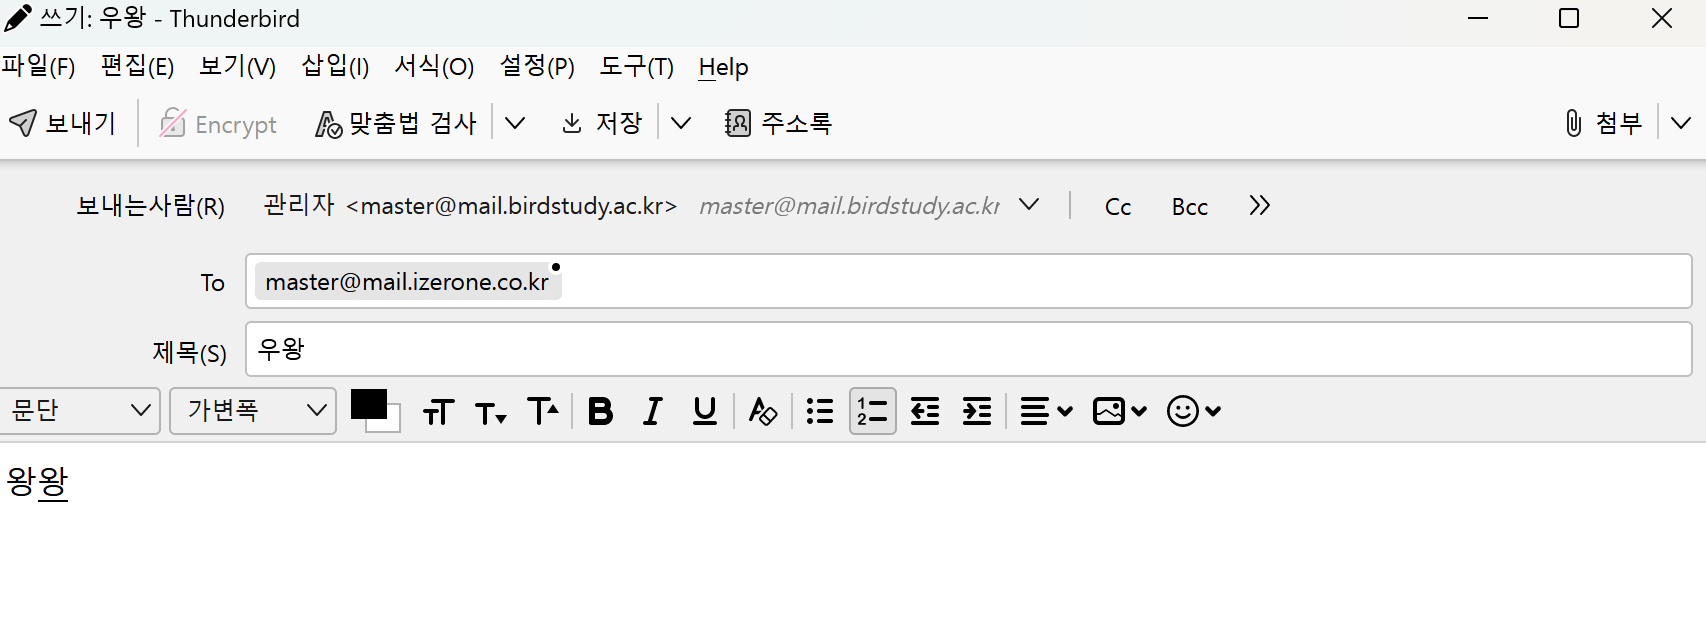 쓰기: 우왕 - Thunderbird
파일(F) 편집(E) 보기(V) 삽입(I) 서식(O) 설정(P) 도구(T) Help
보내기 Encrypt 맞춤법 검사 저장 주소록 첨부
보내는사람(R) 관리자 <master@mail.birdstudy.ac.kr> master@mail.birdstudy.ac.kr Cc Bcc
To master@mail.izerone.co.kr
제목(S) 우왕
문단 가변폭
왕왕